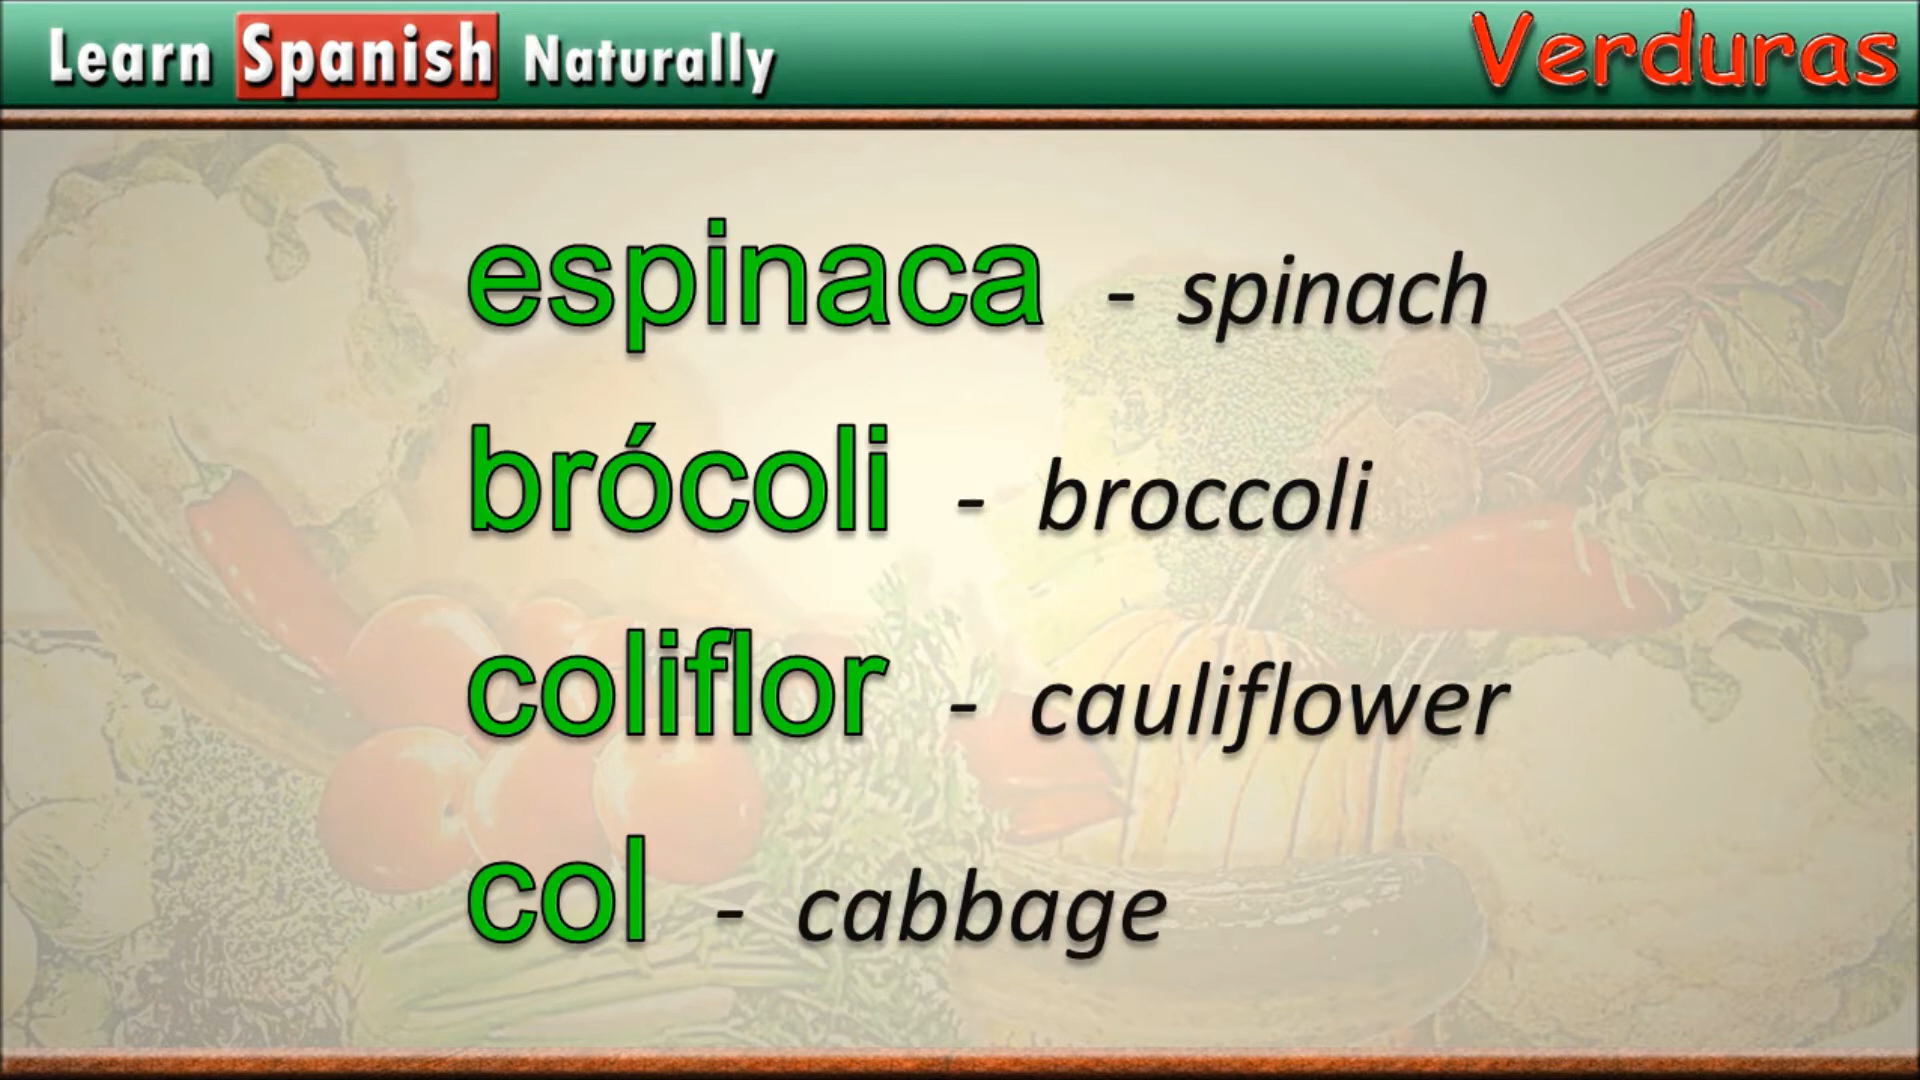 Learn Spanish Naturally
Verduras
espinaca - spinach
brócoli - broccoli
coliflor - cauliflower
col - cabbage